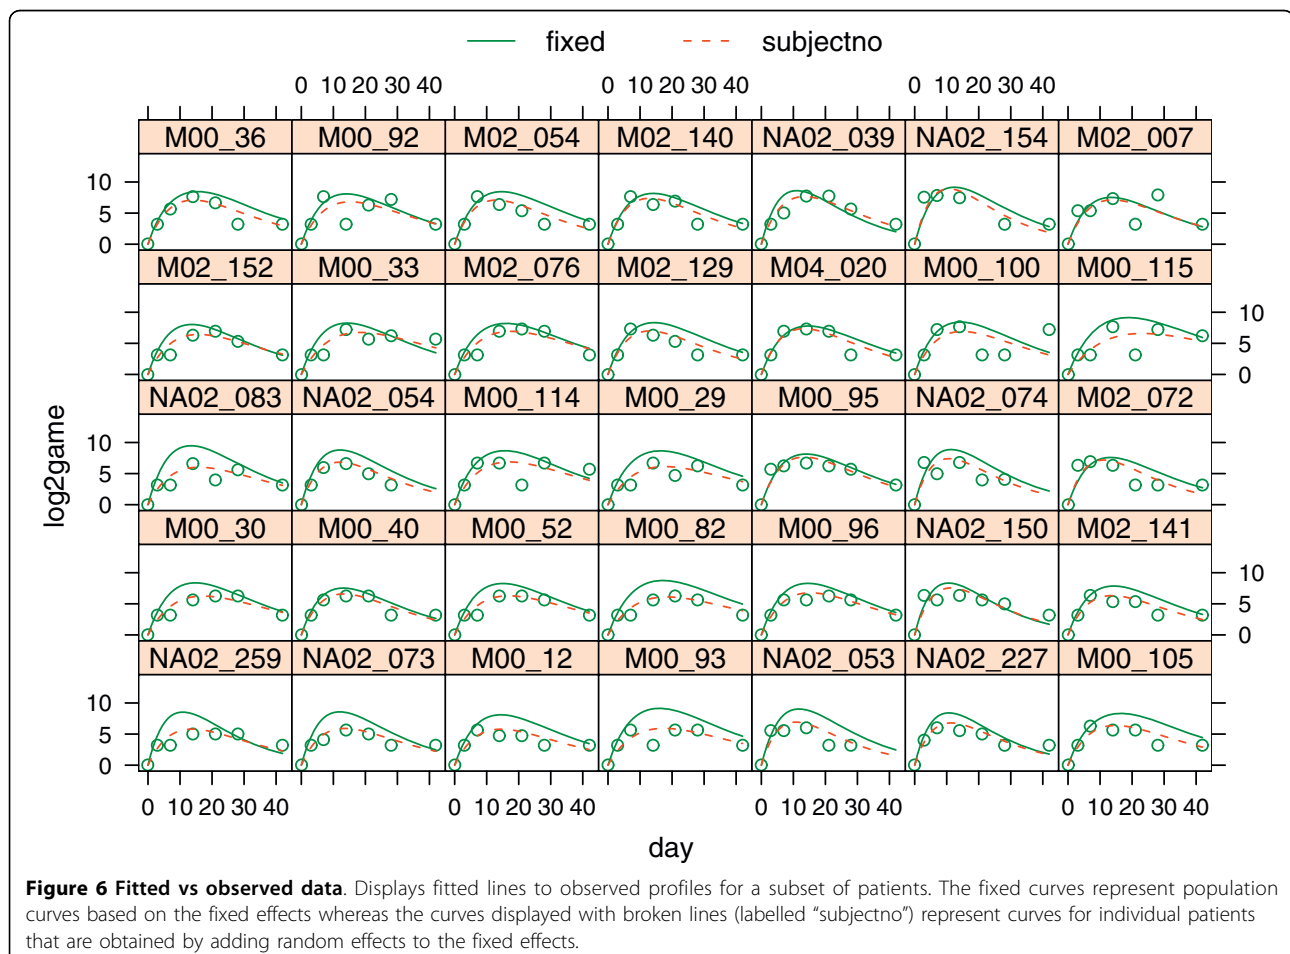 fixed subjectno
0 10 20 30 40 0 10 20 30 40 0 10 20 30 40
M00_36 M00_92 M02_054 M02_140 NA02_039 NA02_154 M02_007
10
5
0
M02_152 M00_33 M02_076 M02_129 M04_020 M00_100 M00_115
10
5
0
NA02_083 NA02_054 M00_114 M00_29 M00_95 NA02_074 M02_072
10
5
0
M00_30 M00_40 M00_52 M00_82 M00_96 NA02_150 M02_141
10
5
0
NA02_259 NA02_073 M00_12 M00_93 NA02_053 NA02_227 M00_105
10
5
0
log2game
0 10 20 30 40 0 10 20 30 40 0 10 20 30 40 0 10 20 30 40
day
Figure 6 Fitted vs observed data. Displays fitted lines to observed profiles for a subset of patients. The fixed curves represent population
curves based on the fixed effects whereas the curves displayed with broken lines (labelled “subjectno”) represent curves for individual patients
that are obtained by adding random effects to the fixed effects.